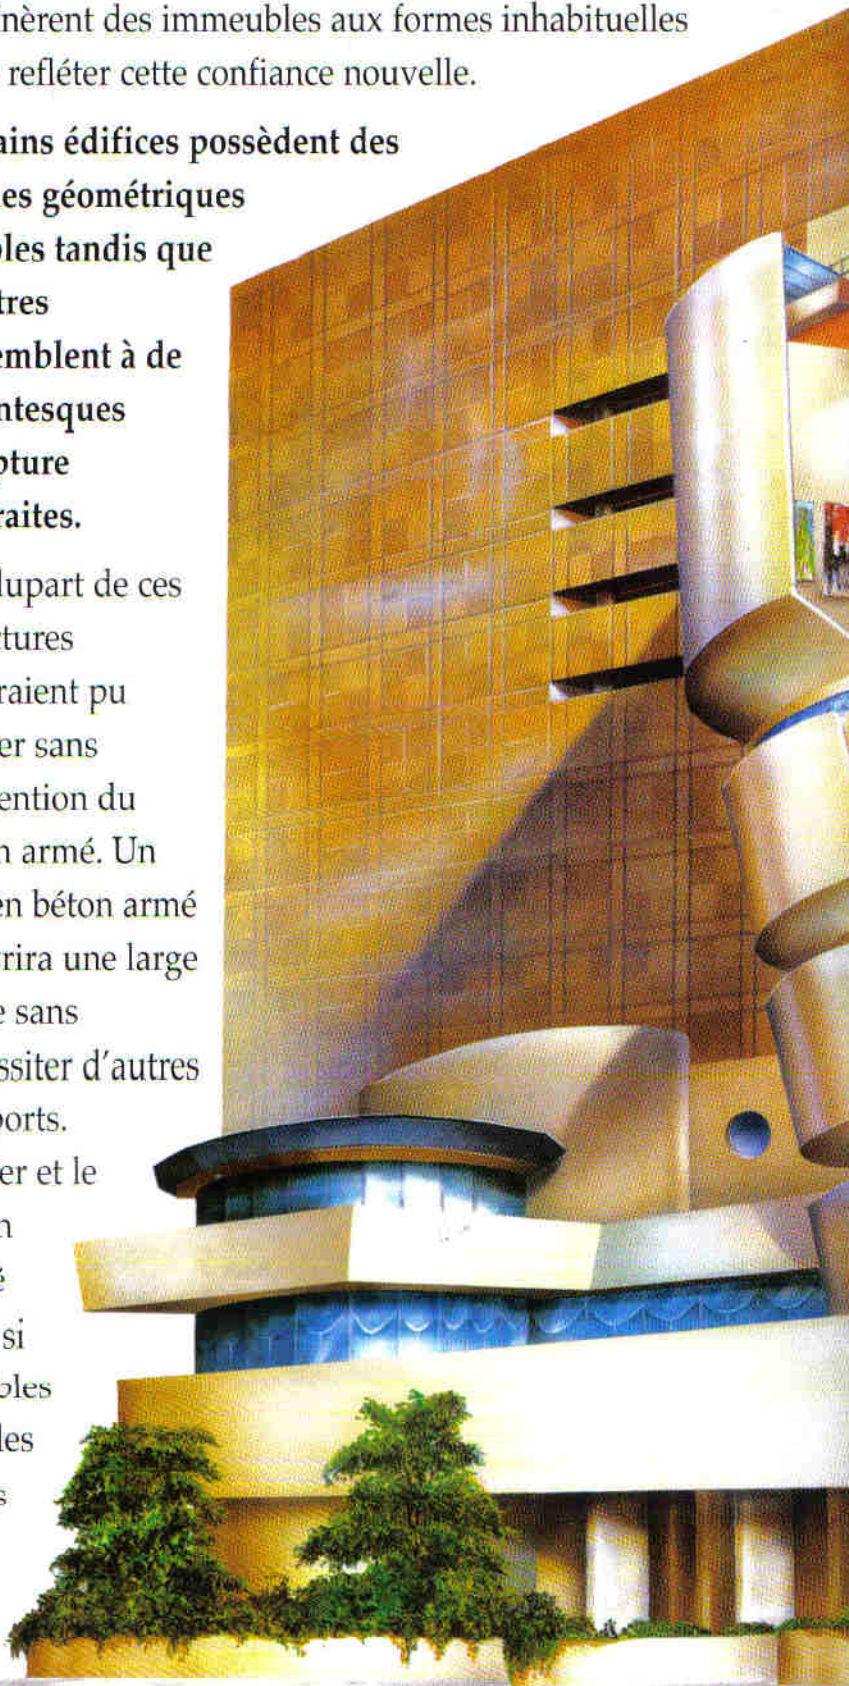 nèrent des immeubles aux formes inhabituelles
refléter cette confiance nouvelle.
ains édifices possèdent des
es géométriques
les tandis que
tres
emblent à de
ntesques
pture
raites.
lupart de ces
tures
raient pu
er sans
ention du
n armé. Un
en béton armé
rira une large
e sans
ssiter d'autres
orts.
er et le
n
é
si
bles
les
s